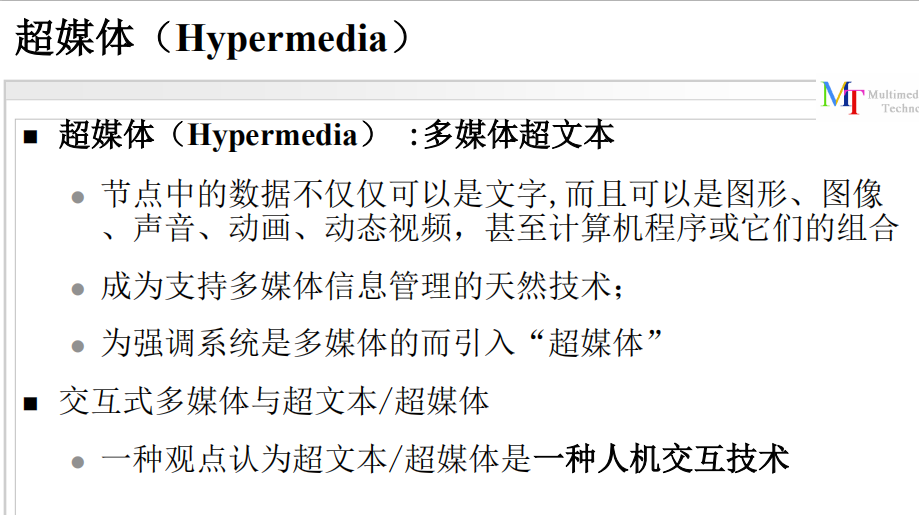 超媒体（Hypermedia）
MT Multimed
Techno
■ 超媒体（Hypermedia） :多媒体超文本
● 节点中的数据不仅仅可以是文字,而且可以是图形、图像
、声音、动画、动态视频，甚至计算机程序或它们的组合
● 成为支持多媒体信息管理的天然技术；
● 为强调系统是多媒体的而引入“超媒体”
■ 交互式多媒体与超文本/超媒体
● 一种观点认为超文本/超媒体是一种人机交互技术